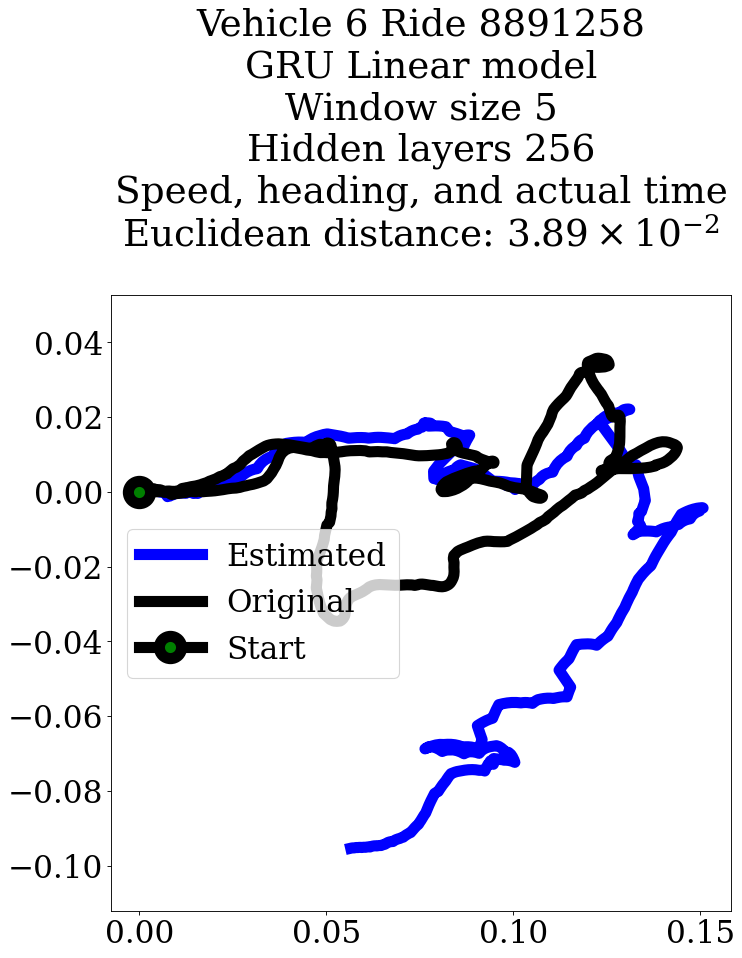 Vehicle 6 Ride 8891258
GRU Linear model
Window size 5
Hidden layers 256
Speed, heading, and actual time
Euclidean distance: 3.89 × 10⁻²
0.04
0.02
0.00
−0.02
−0.04
−0.06
−0.08
−0.10
Estimated
Original
Start
0.00 0.05 0.10 0.15